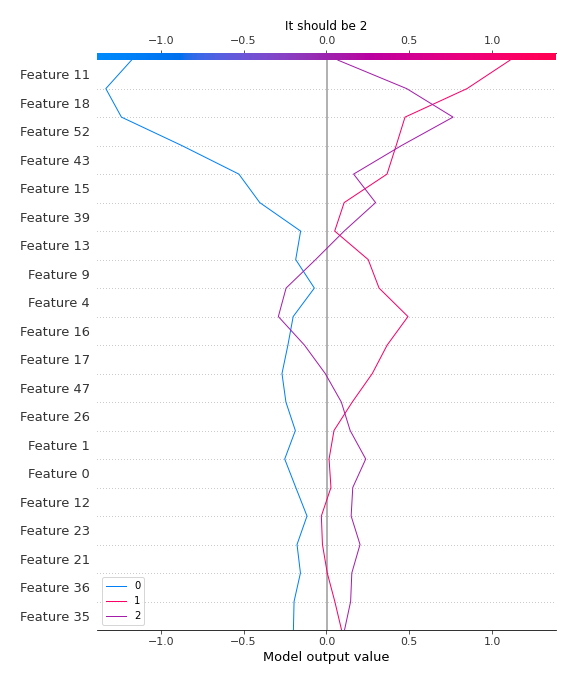 It should be 2
−1.0 −0.5 0.0 0.5 1.0
Feature 11
Feature 18
Feature 52
Feature 43
Feature 15
Feature 39
Feature 13
Feature 9
Feature 4
Feature 16
Feature 17
Feature 47
Feature 26
Feature 1
Feature 0
Feature 12
Feature 23
Feature 21
Feature 36
Feature 35
0
1
2
−1.0 −0.5 0.0 0.5 1.0
Model output value